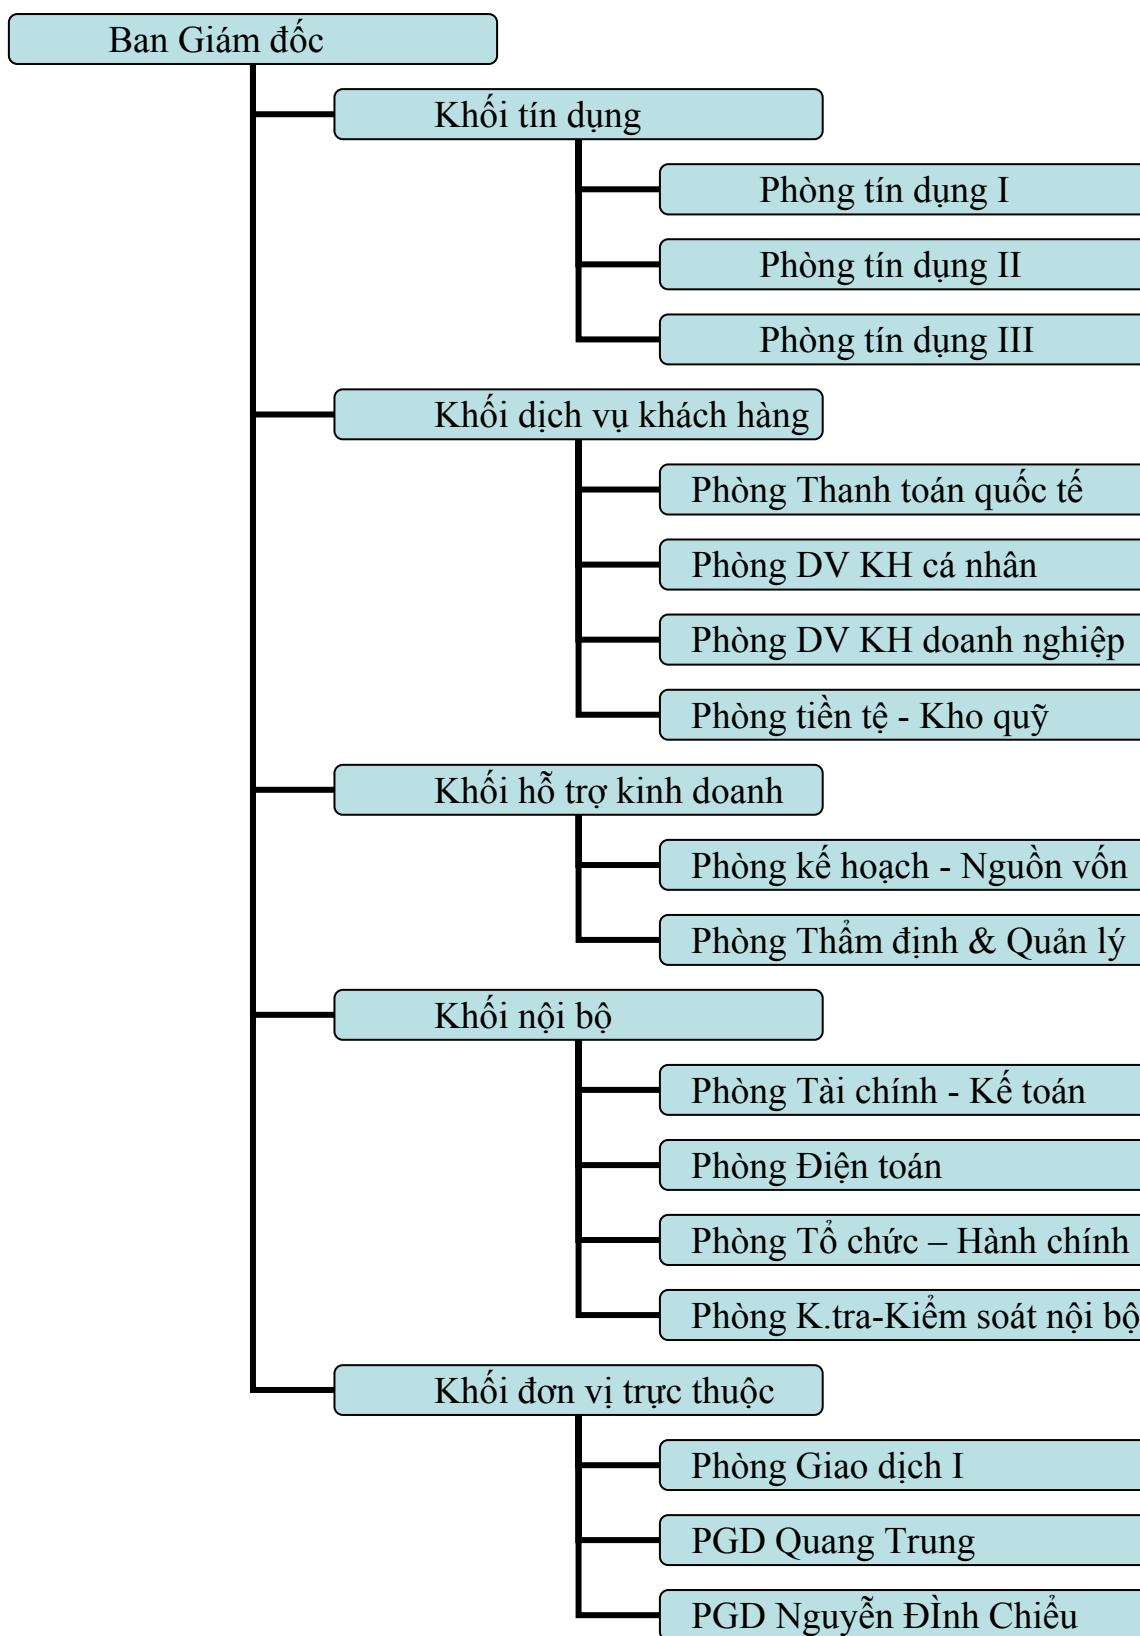 Ban Giám đốc
Khối tín dụng
Phòng tín dụng I
Phòng tín dụng II
Phòng tín dụng III
Khối dịch vụ khách hàng
Phòng Thanh toán quốc tế
Phòng DV KH cá nhân
Phòng DV KH doanh nghiệp
Phòng tiền tệ - Kho quỹ
Khối hỗ trợ kinh doanh
Phòng kế hoạch - Nguồn vốn
Phòng Thẩm định & Quản lý
Khối nội bộ
Phòng Tài chính - Kế toán
Phòng Điện toán
Phòng Tổ chức – Hành chính
Phòng K.tra-Kiểm soát nội bộ
Khối đơn vị trực thuộc
Phòng Giao dịch I
PGD Quang Trung
PGD Nguyễn ĐÌnh Chiểu